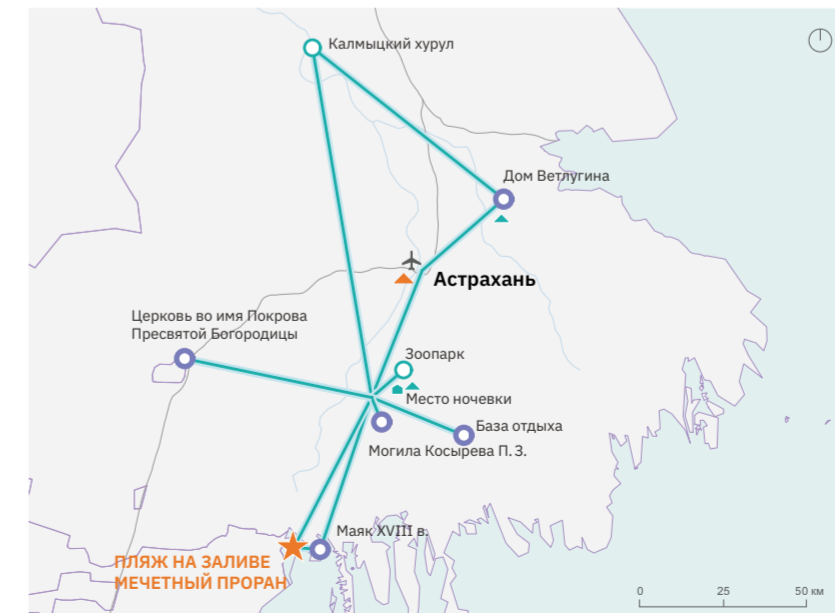 Калмыцкий хурул
Дом Ветлугина
Астрахань
Церковь во имя Покрова
Пресвятой Богородицы
Зоопарк
Место ночевки
База отдыха
Могила Косырева П. З.
Маяк XVIII в.
ПЛЯЖ НА ЗАЛИВЕ
МЕЧЕТНЫЙ ПРОРАН
0 25 50 км